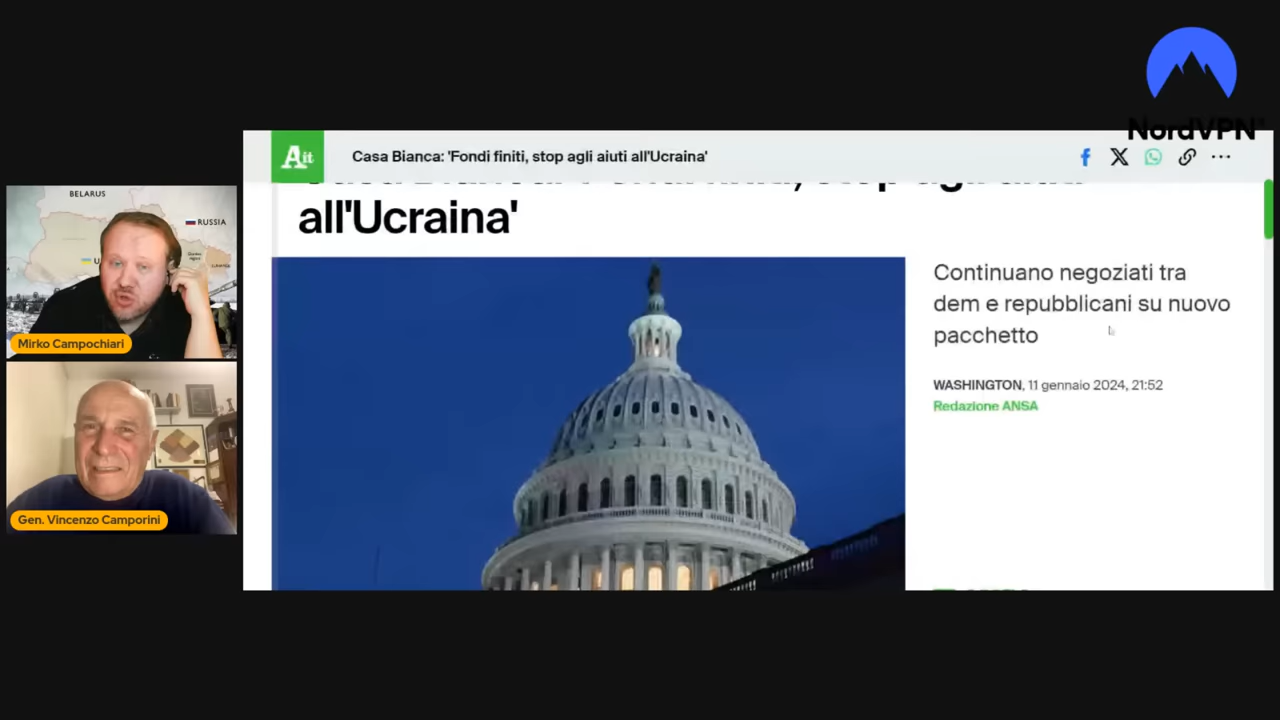 NordVPN
Ait
Casa Bianca: 'Fondi finiti, stop agli aiuti all'Ucraina'
all'Ucraina'
Continuano negoziati tra
dem e repubblicani su nuovo
pacchetto
WASHINGTON, 11 gennaio 2024, 21:52
Redazione ANSA
BELARUS
RUSSIA
Mirko Campochiari
Gen. Vincenzo Camporini